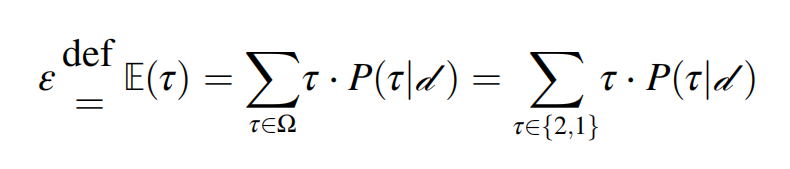 ε def= 𝔼(τ) = ∑τ∈Ω τ · P(τ|𝒹) = ∑τ∈{2,1} τ · P(τ|𝒹)